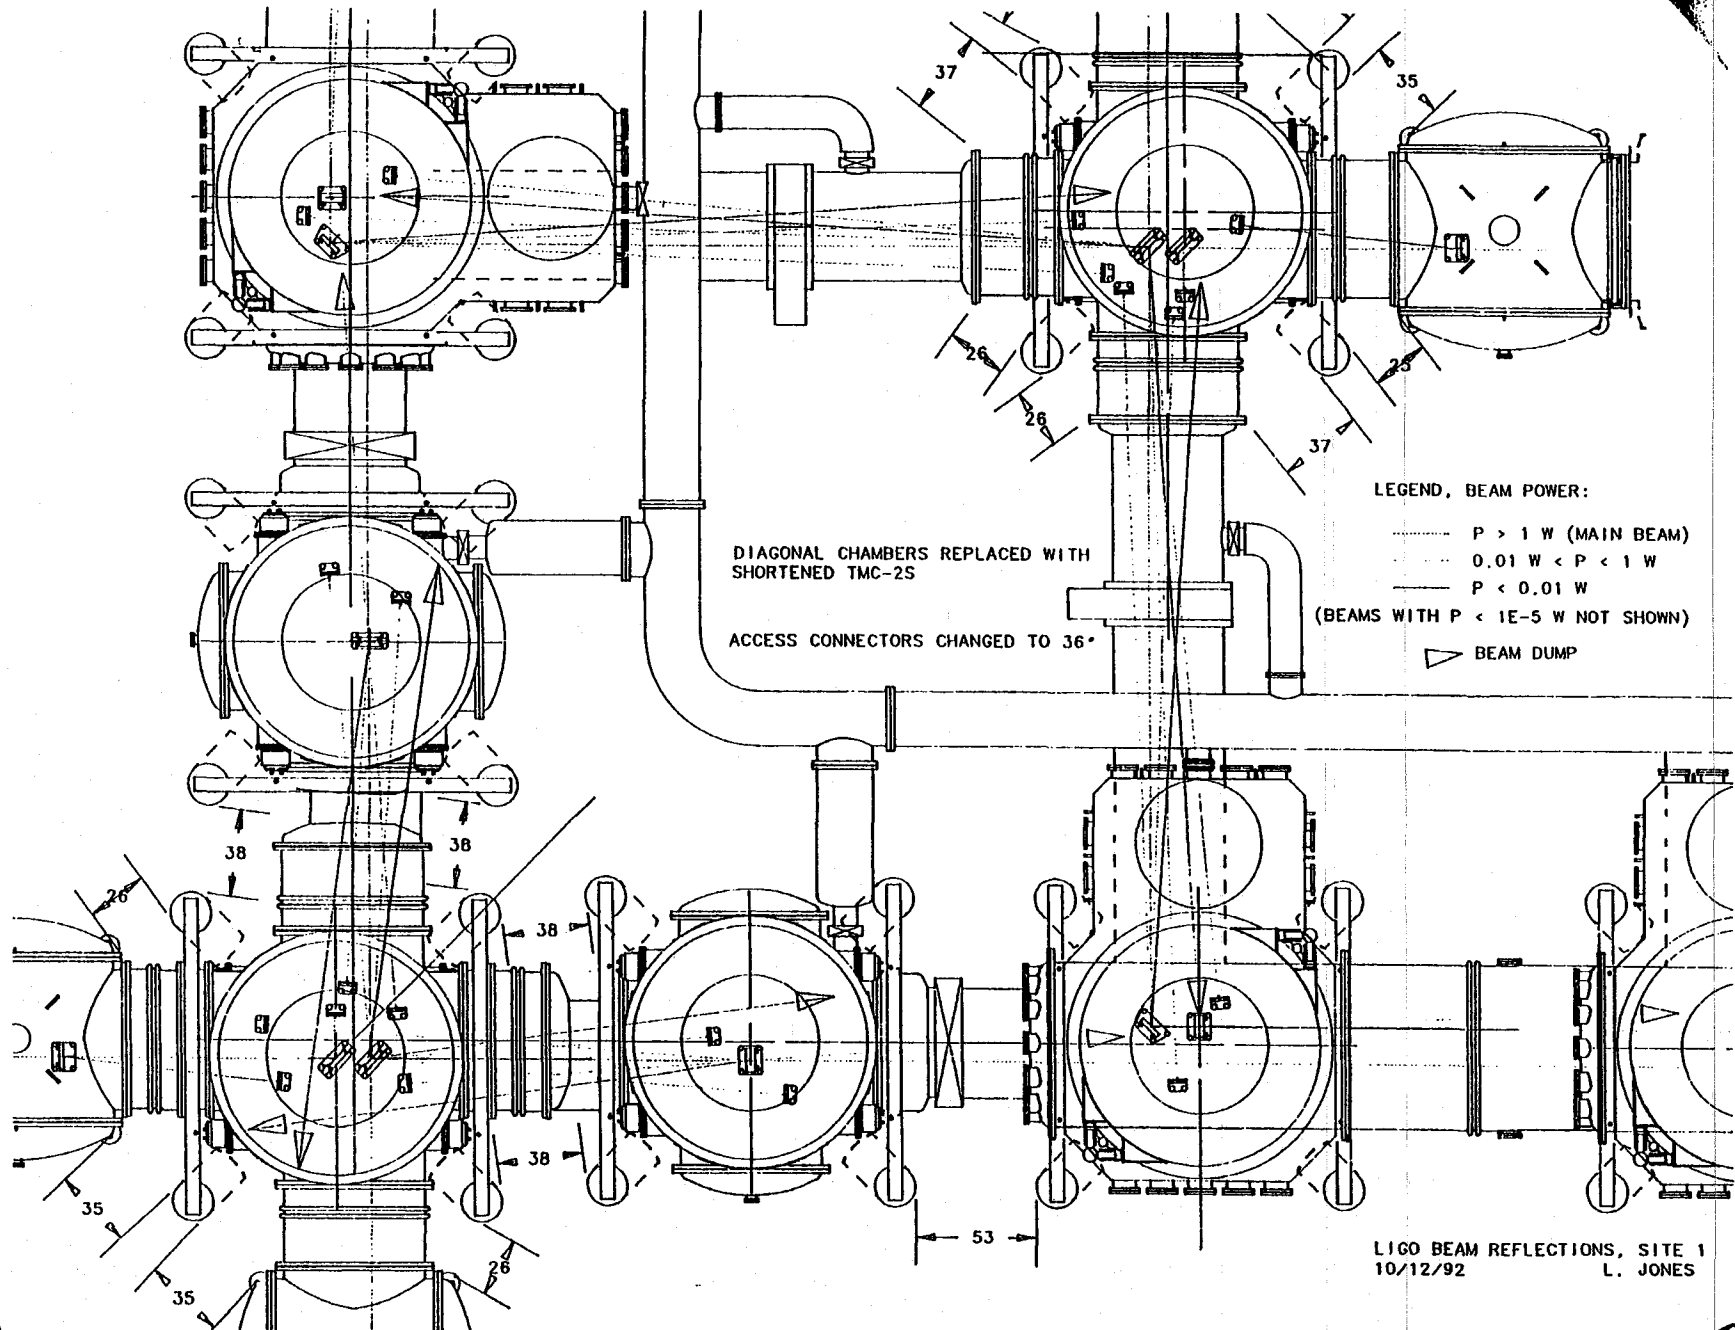 37
35
26
25
26
37
LEGEND, BEAM POWER:
P > 1 W (MAIN BEAM)
0.01 W < P < 1 W
P < 0.01 W
(BEAMS WITH P < 1E-5 W NOT SHOWN)
BEAM DUMP
DIAGONAL CHAMBERS REPLACED WITH
SHORTENED TMC-2S
ACCESS CONNECTORS CHANGED TO 36"
38
38
26
38
38
35
53
26
35
LIGO BEAM REFLECTIONS, SITE 1
10/12/92 L. JONES